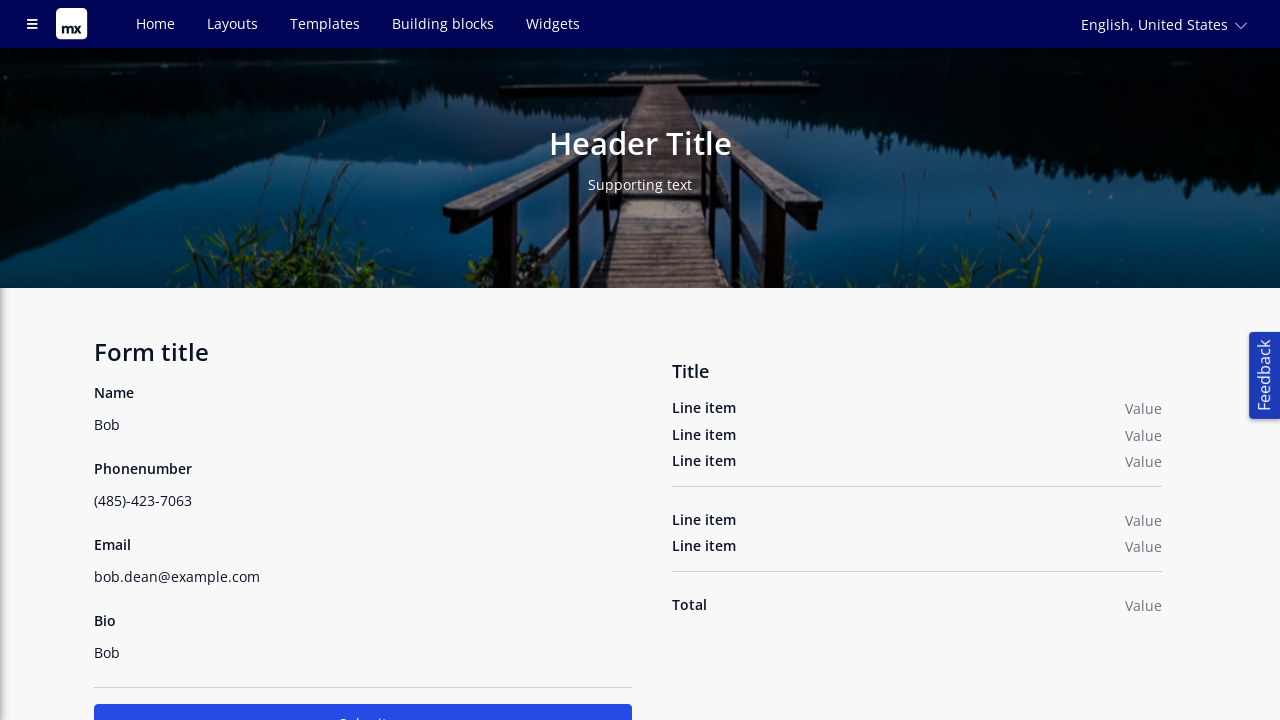 mx
Home
Layouts
Templates
Building blocks
Widgets
English, United States
Header Title
Supporting text
Feedback
Form title
Name
Bob
Phonenumber
(485)-423-7063
Email
bob.dean@example.com
Bio
Bob
Title
Line item Value
Line item Value
Line item Value
Line item Value
Line item Value
Total Value